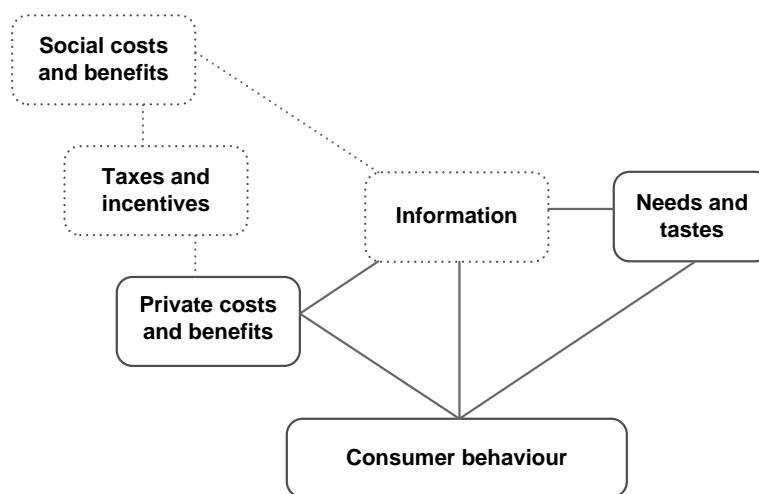 Social costs
and benefits
Taxes and
incentives
Information
Needs and
tastes
Private costs
and benefits
Consumer behaviour